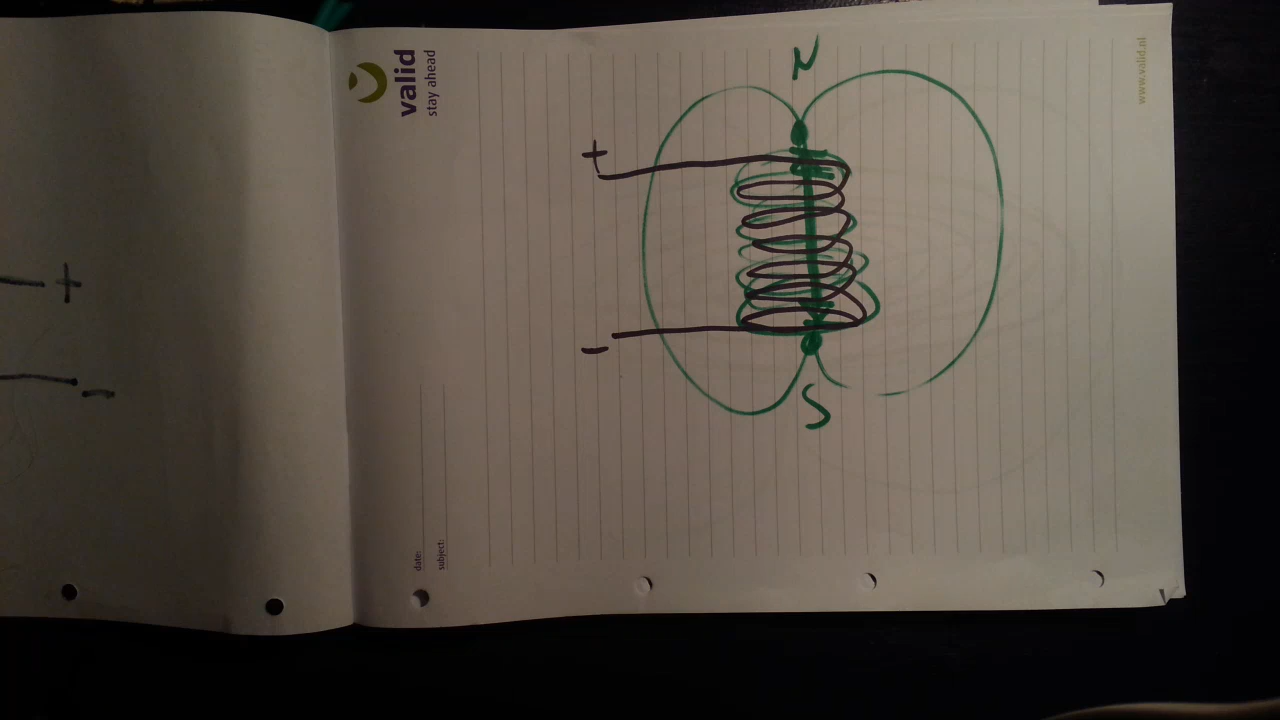 valid
stay ahead
www.valid.nl
N
+
-
S
+
-
date:
subject: